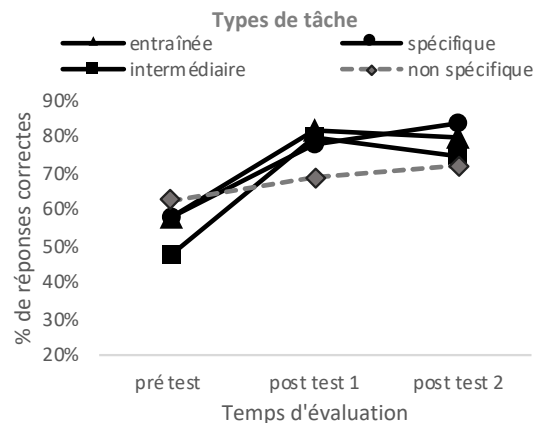 Types de tâche
entraînée
spécifique
intermédiaire
non spécifique
90%
80%
70%
60%
50%
40%
30%
20%
% de réponses correctes
pré test post test 1 post test 2
Temps d'évaluation